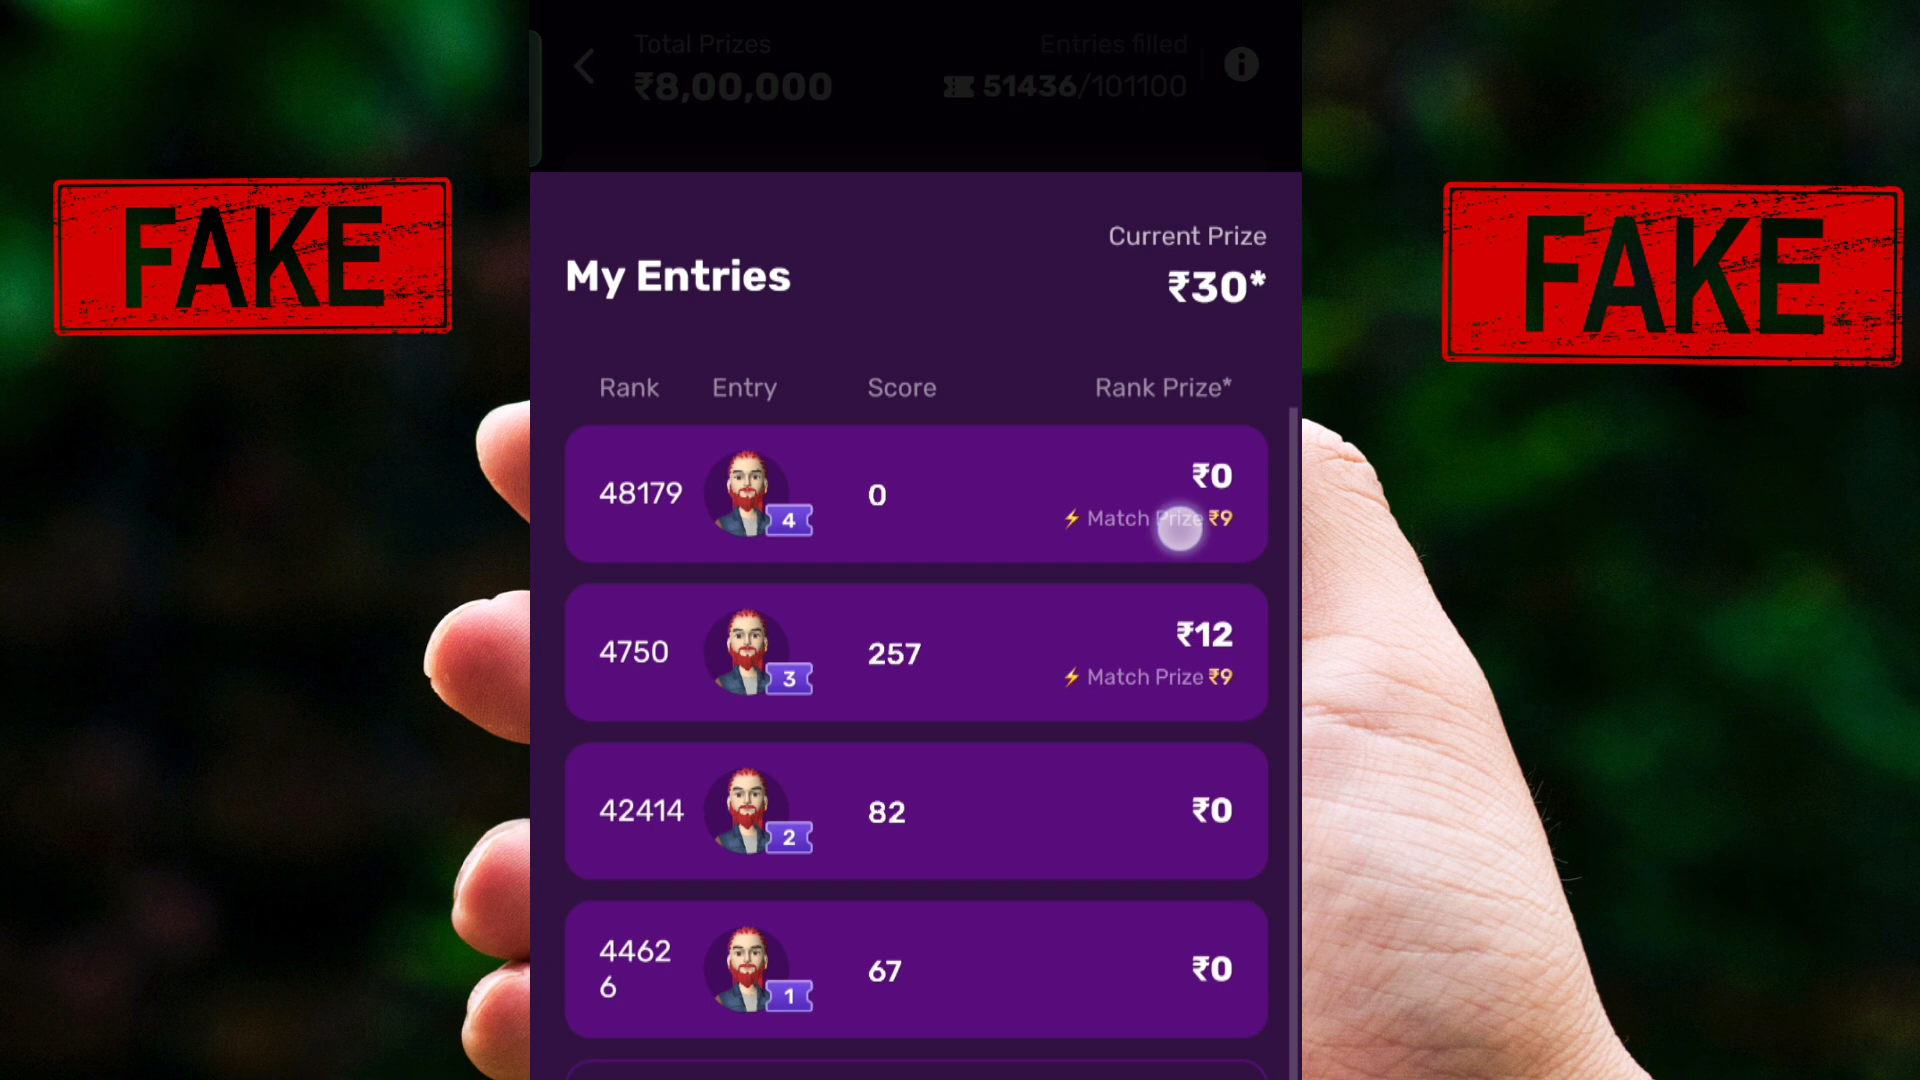 Total Prizes
₹8,00,000
Entries filled
51436/101100
FAKE
FAKE
My Entries
Current Prize
₹30*
Rank Entry Score Rank Prize*
48179 4 0 ₹0
⚡ Match Prize ₹9
4750 3 257 ₹12
⚡ Match Prize ₹9
42414 2 82 ₹0
4462
6 1 67 ₹0